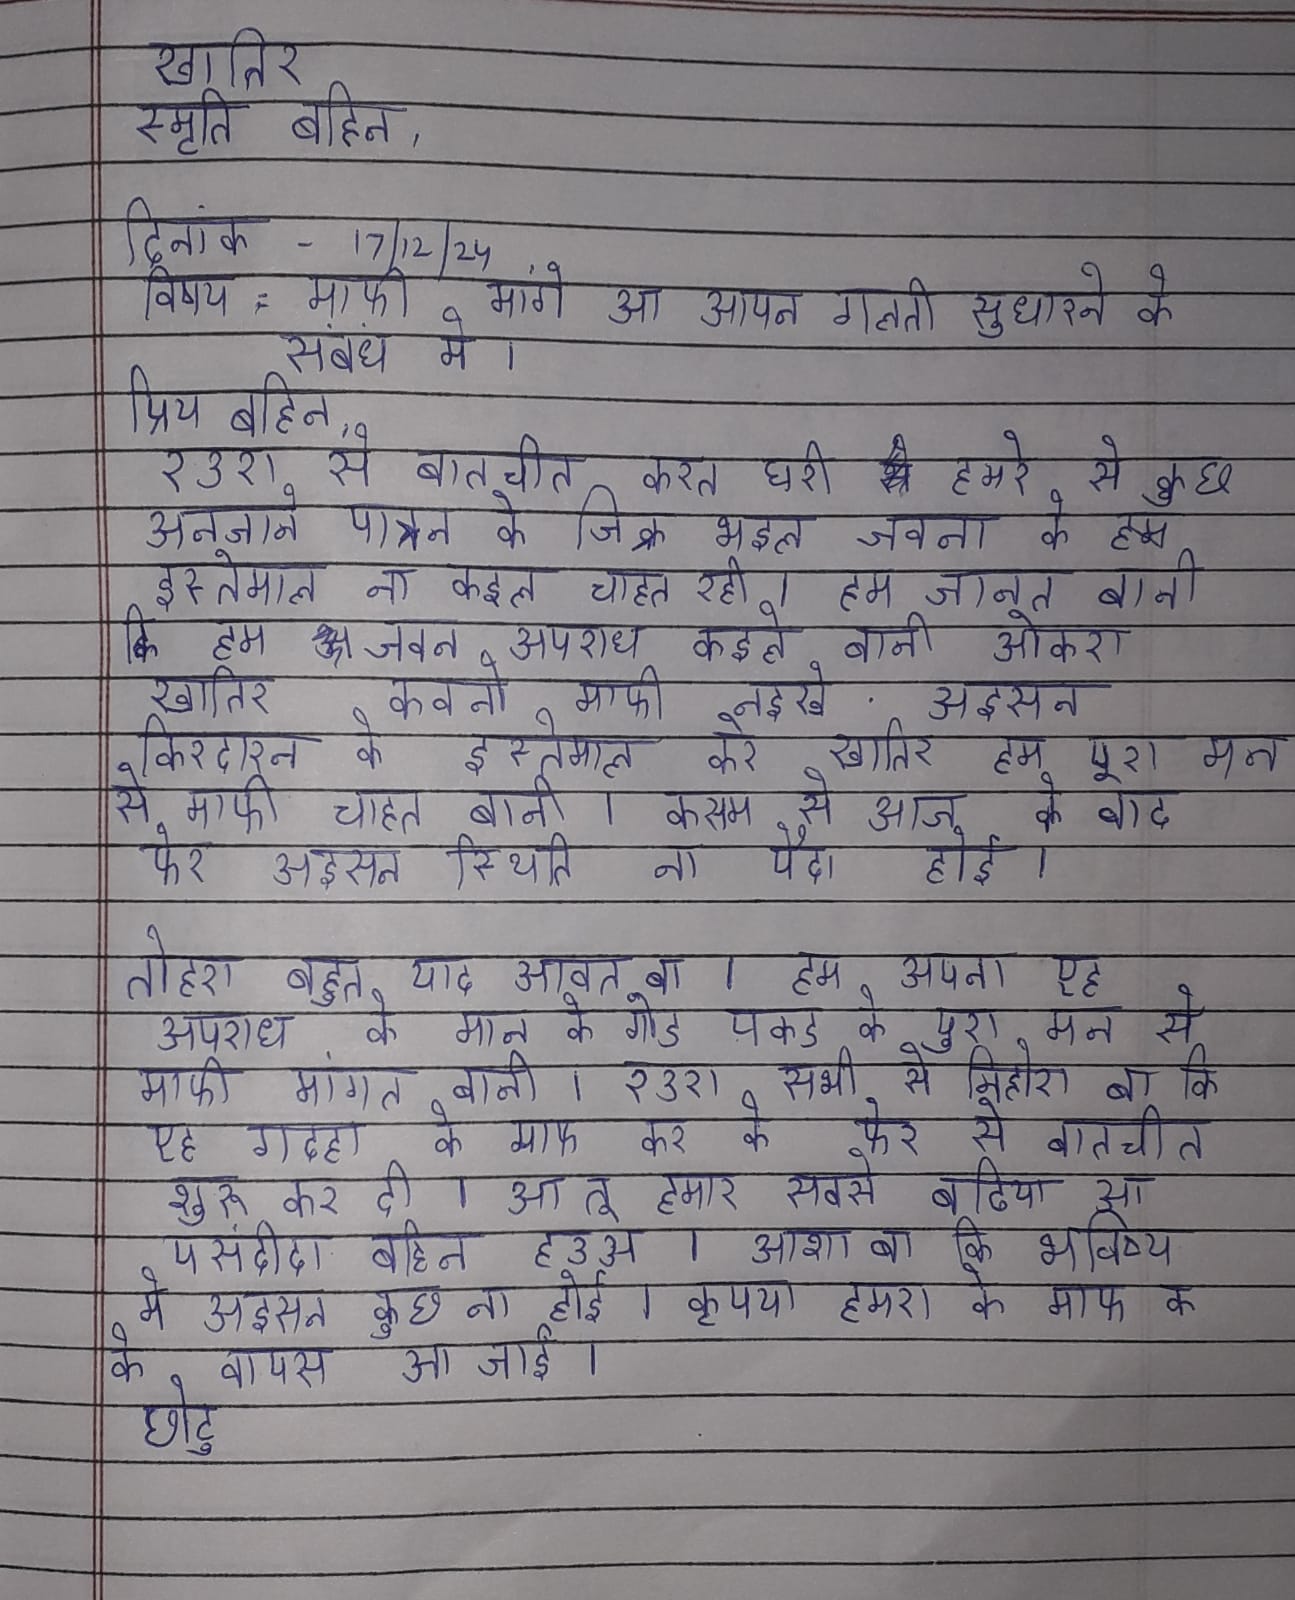 खातिर
स्मृति बहिन,
दिनांक - 17/12/24
विषय = माफी मांगे आ आपन गलती सुधारने के
संबंध मे ।
प्रिय बहिन,
रउरा से बातचीत करत घरी हमरे से कुछ
अनजाने पात्रन के जिक्र भइल जवना के हम
इस्तेमाल ना कइल चाहत रही । हम जानत बानी
कि हम जवन अपराध कइले बानी ओकरा
खातिर कवनो माफी नइखे . अइसन
किरदारन के इस्तेमाल करे खातिर हम पूरा मन
से माफी चाहत बानी । कसम से आज के बाद
फेर अइसन स्थिति ना पैदा होई ।
तोहरा बहुत याद आवत बा । हम अपना एह
अपराध के मान के गोड पकड के पुरा मन से
माफी मांगत बानी । रउरा सभी से निहोरा बा कि
एह गदहा के माफ कर के फेर से बातचीत
शुरू कर दी । आ तू हमार सबसे बढिया आ
पसंदीदा बहिन हउअ । आशा बा कि भविष्य
मे अइसन कुछ ना होई । कृपया हमरा के माफ क
के वापस आ जाई ।
छोटु